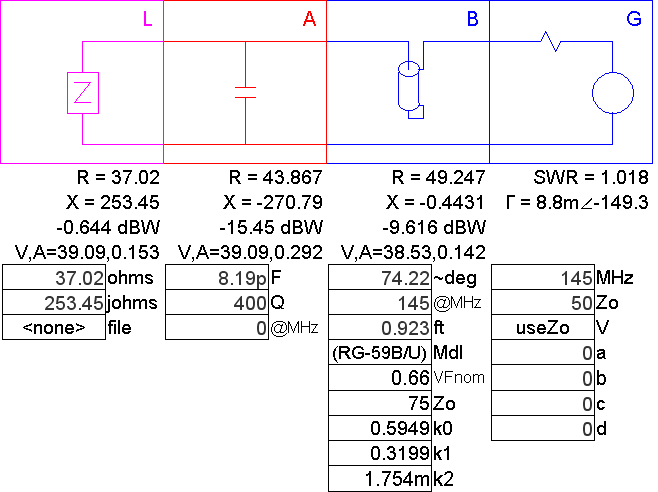 L A B G
Z
R = 37.02 R = 43.867 R = 49.247 SWR = 1.018
X = 253.45 X = -270.79 X = -0.4431 Γ = 8.8m∠-149.3
-0.644 dBW -15.45 dBW -9.616 dBW
V,A=39.09,0.153 V,A=39.09,0.292 V,A=38.53,0.142
37.02 ohms 8.19p F 74.22 ~deg 145 MHz
253.45 johms 400 Q 145 @MHz 50 Zo
<none> file 0 @MHz 0.923 ft useZo V
(RG-59B/U) Mdl 0 a
0.66 VFnom 0 b
75 Zo 0 c
0.5949 k0 0 d
0.3199 k1
1.754m k2